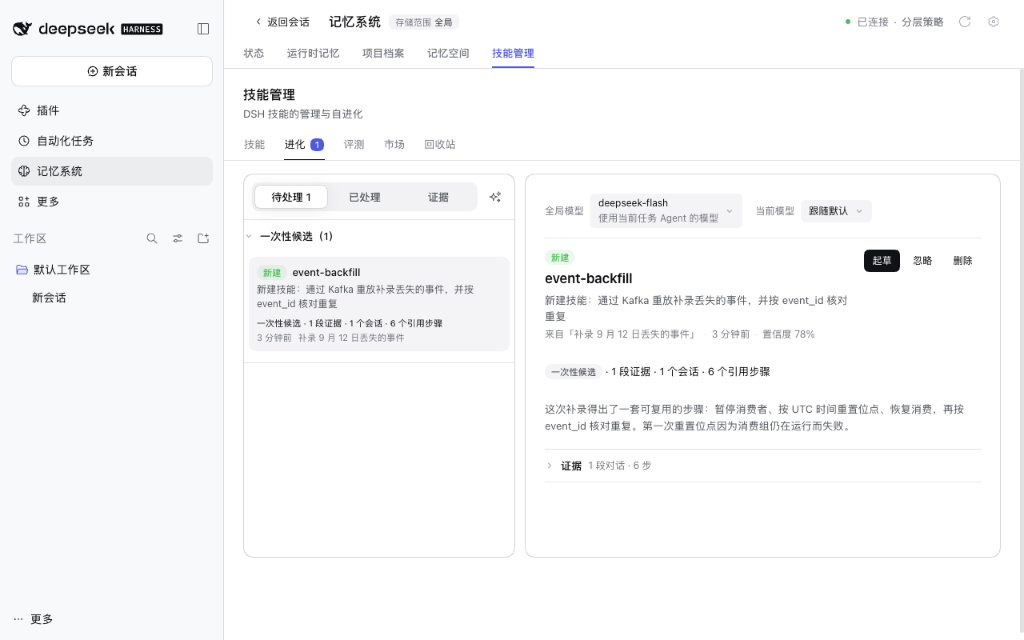 deepseek HARNESS
新会话
插件
自动化任务
记忆系统
更多
工作区
默认工作区
新会话
··· 更多
返回会话 记忆系统 存储范围 全局
已连接 · 分层策略
状态 运行时记忆 项目档案 记忆空间 技能管理
技能管理
DSH 技能的管理与自进化
技能 进化 1 评测 市场 回收站
待处理 1 已处理 证据
一次性候选 (1)
新建 event-backfill
新建技能：通过 Kafka 重放补录丢失的事件，并按
event_id 核对重复
一次性候选 · 1 段证据 · 1 个会话 · 6 个引用步骤
3 分钟前 补录 9 月 12 日丢失的事件
全局模型 deepseek-flash
使用当前任务 Agent 的模型
当前模型 跟随默认
新建
起草 忽略 删除
event-backfill
新建技能：通过 Kafka 重放补录丢失的事件，并按 event_id 核对
重复
来自「补录 9 月 12 日丢失的事件」 · 3 分钟前 · 置信度 78%
一次性候选 · 1 段证据 · 1 个会话 · 6 个引用步骤
这次补录得出了一套可复用的步骤：暂停消费者、按 UTC 时间重置位点、恢复消费，再按
event_id 核对重复。第一次重置位点因为消费组仍在运行而失败。
证据 1 段对话 · 6 步